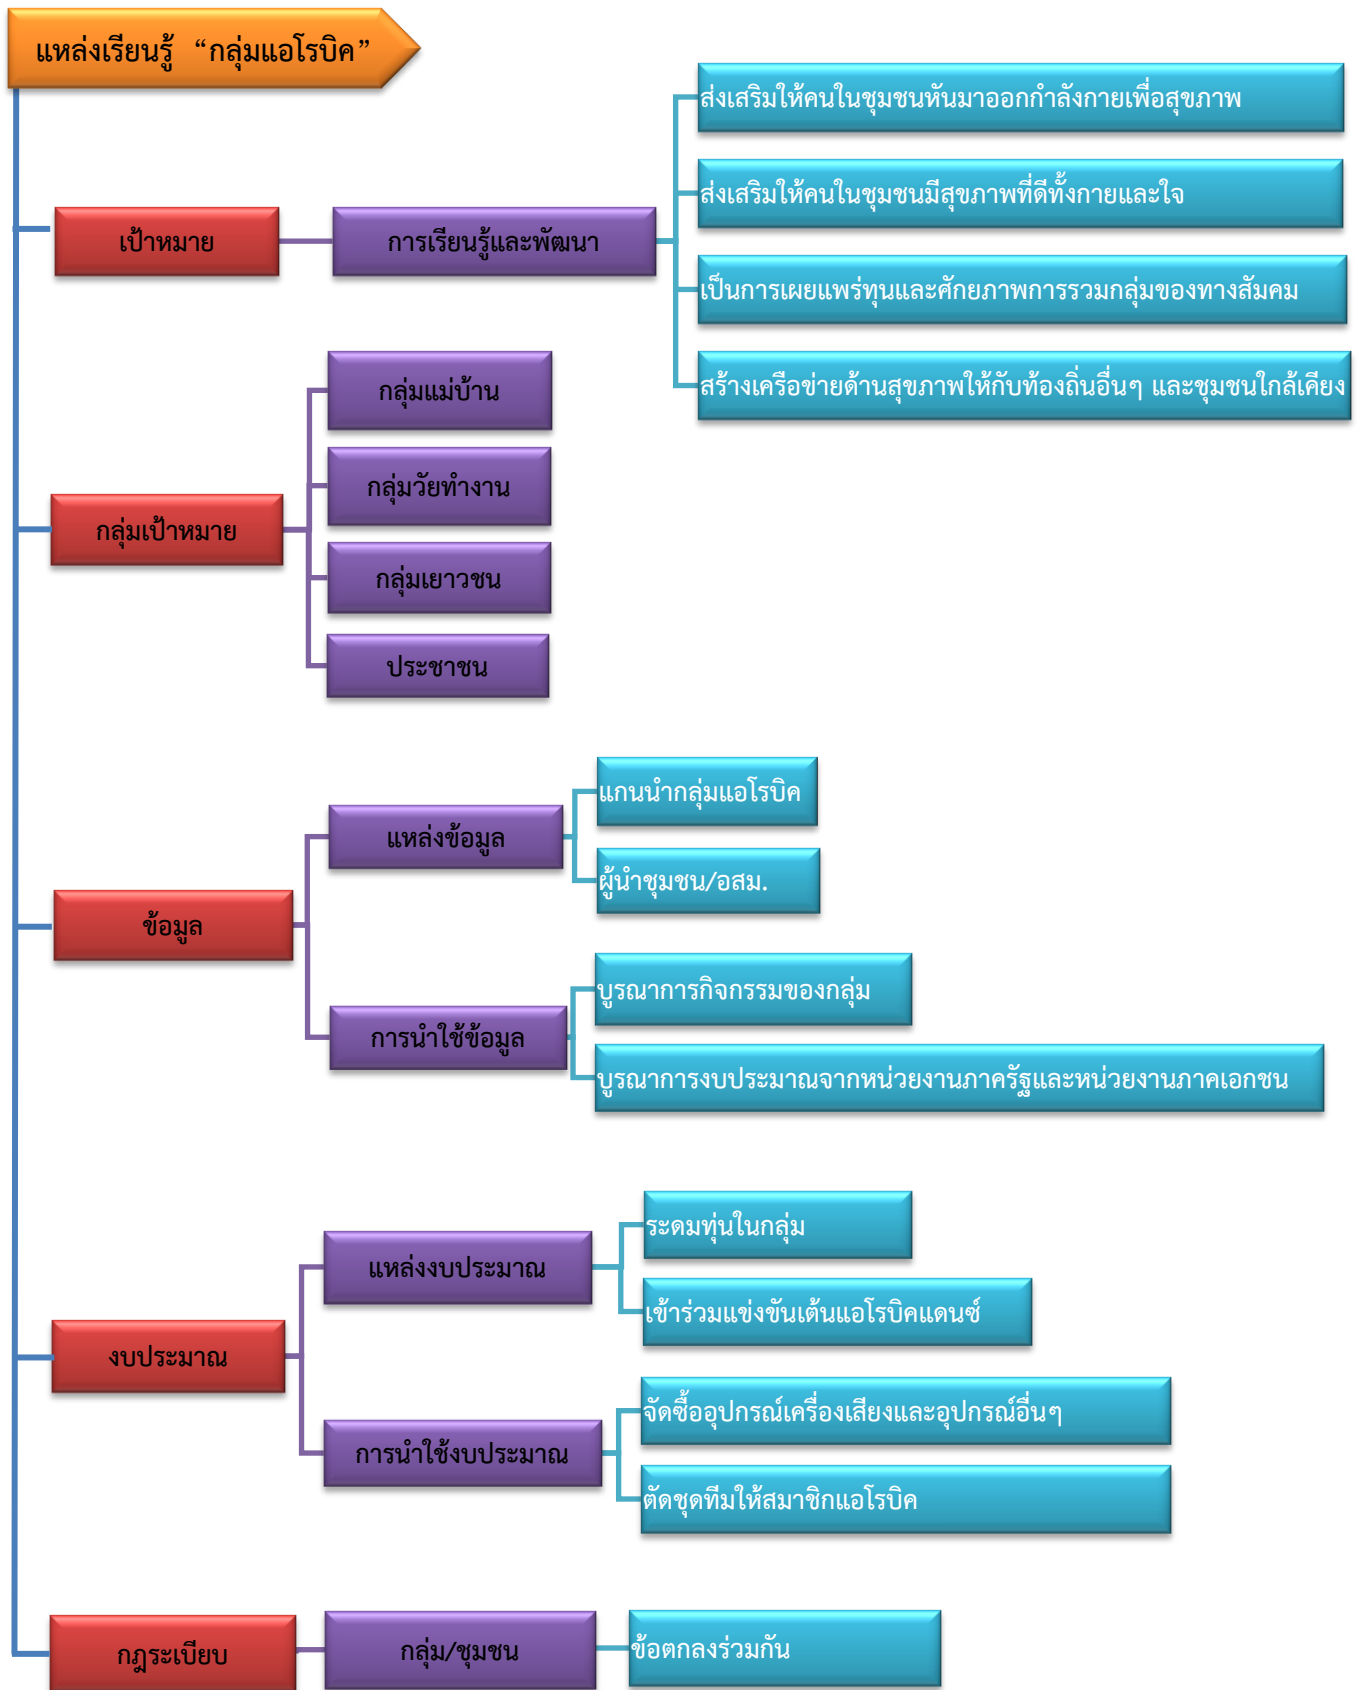 แหล่งเรียนรู้ “กลุ่มแอโรบิค”
ส่งเสริมให้คนในชุมชนหันมาออกกำลังกายเพื่อสุขภาพ
ส่งเสริมให้คนในชุมชนมีสุขภาพที่ดีทั้งกายและใจ
เป้าหมาย
การเรียนรู้และพัฒนา
เป็นการเผยแพร่ทุนและศักยภาพการรวมกลุ่มของทางสัมคม
สร้างเครือข่ายด้านสุขภาพให้กับท้องถิ่นอื่นๆ และชุมชนใกล้เคียง
กลุ่มแม่บ้าน
กลุ่มวัยทำงาน
กลุ่มเป้าหมาย
กลุ่มเยาวชน
ประชาชน
แกนนำกลุ่มแอโรบิค
แหล่งข้อมูล
ผู้นำชุมชน/อสม.
ข้อมูล
บูรณาการกิจกรรมของกลุ่ม
การนำใช้ข้อมูล
บูรณาการงบประมาณจากหน่วยงานภาครัฐและหน่วยงานภาคเอกชน
ระดมทุ่นในกลุ่ม
แหล่งงบประมาณ
เข้าร่วมแข่งขันเต้นแอโรบิคแดนซ์
งบประมาณ
จัดซื้ออุปกรณ์เครื่องเสียงและอุปกรณ์อื่นๆ
การนำใช้งบประมาณ
ตัดชุดทีมให้สมาชิกแอโรบิค
กฎระเบียบ
กลุ่ม/ชุมชน
ข้อตกลงร่วมกัน